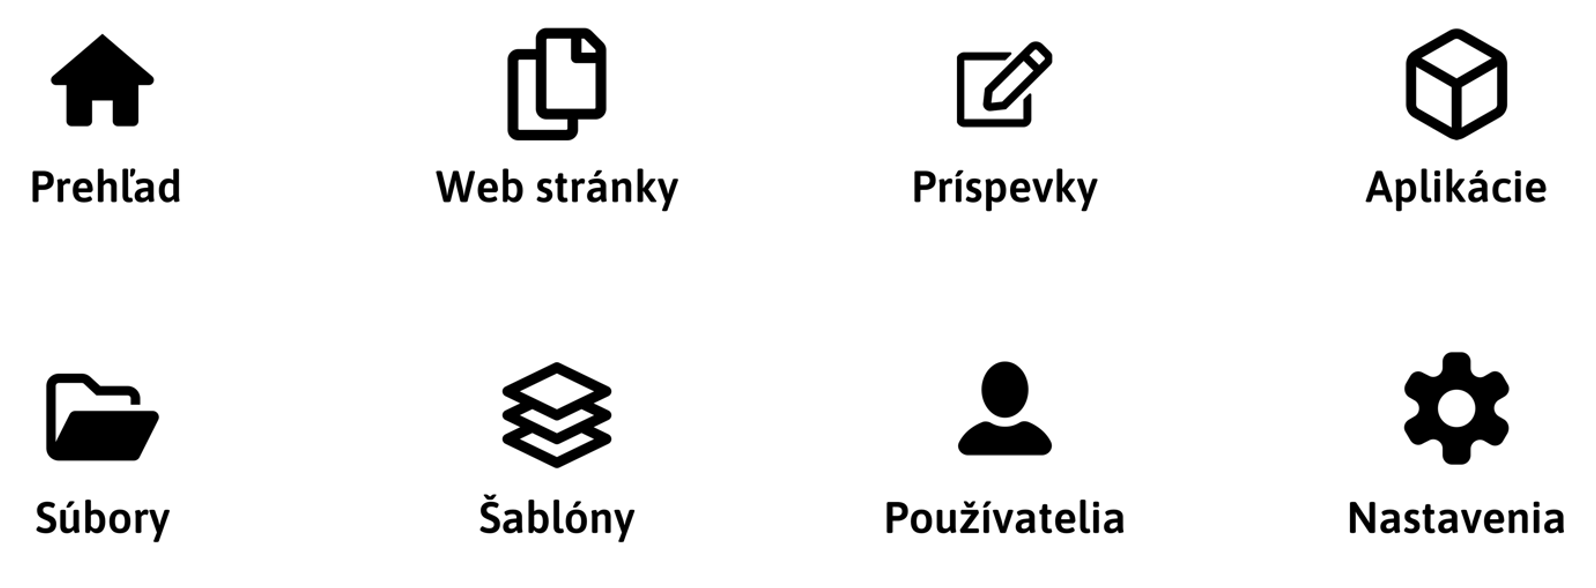 Prehľad
Web stránky
Príspevky
Aplikácie
Súbory
Šablóny
Používatelia
Nastavenia